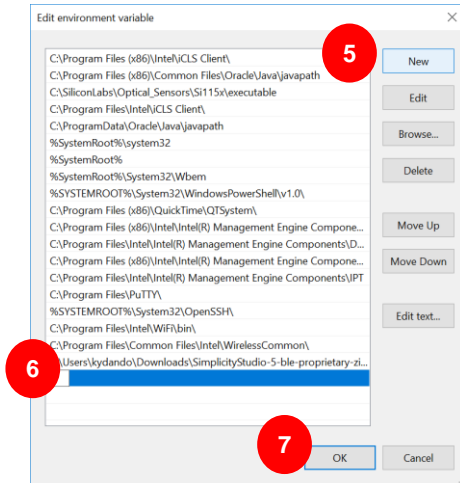 Edit environment variable
5
C:\Program Files (x86)\Intel\iCLS Client\
New
C:\Program Files (x86)\Common Files\Oracle\Java\javapath
C:\SiliconLabs\Optical_Sensors\Si115x\executable
Edit
C:\Program Files\Intel\iCLS Client\
C:\ProgramData\Oracle\Java\javapath
Browse...
%SystemRoot%\system32
%SystemRoot%
Delete
%SystemRoot%\System32\Wbem
%SYSTEMROOT%\System32\WindowsPowerShell\v1.0\
C:\Program Files (x86)\QuickTime\QTSystem\
C:\Program Files (x86)\Intel\Intel(R) Management Engine Compone...
Move Up
C:\Program Files\Intel\Intel(R) Management Engine Components\D...
C:\Program Files (x86)\Intel\Intel(R) Management Engine Compone...
Move Down
C:\Program Files\Intel\Intel(R) Management Engine Components\IPT
C:\Program Files\PuTTY\
%SYSTEMROOT%\System32\OpenSSH\
Edit text...
C:\Program Files\Intel\WiFi\bin\
C:\Program Files\Common Files\Intel\WirelessCommon\
\Users\kydando\Downloads\SimplicityStudio-5-ble-proprietary-zi...
6
7
OK
Cancel